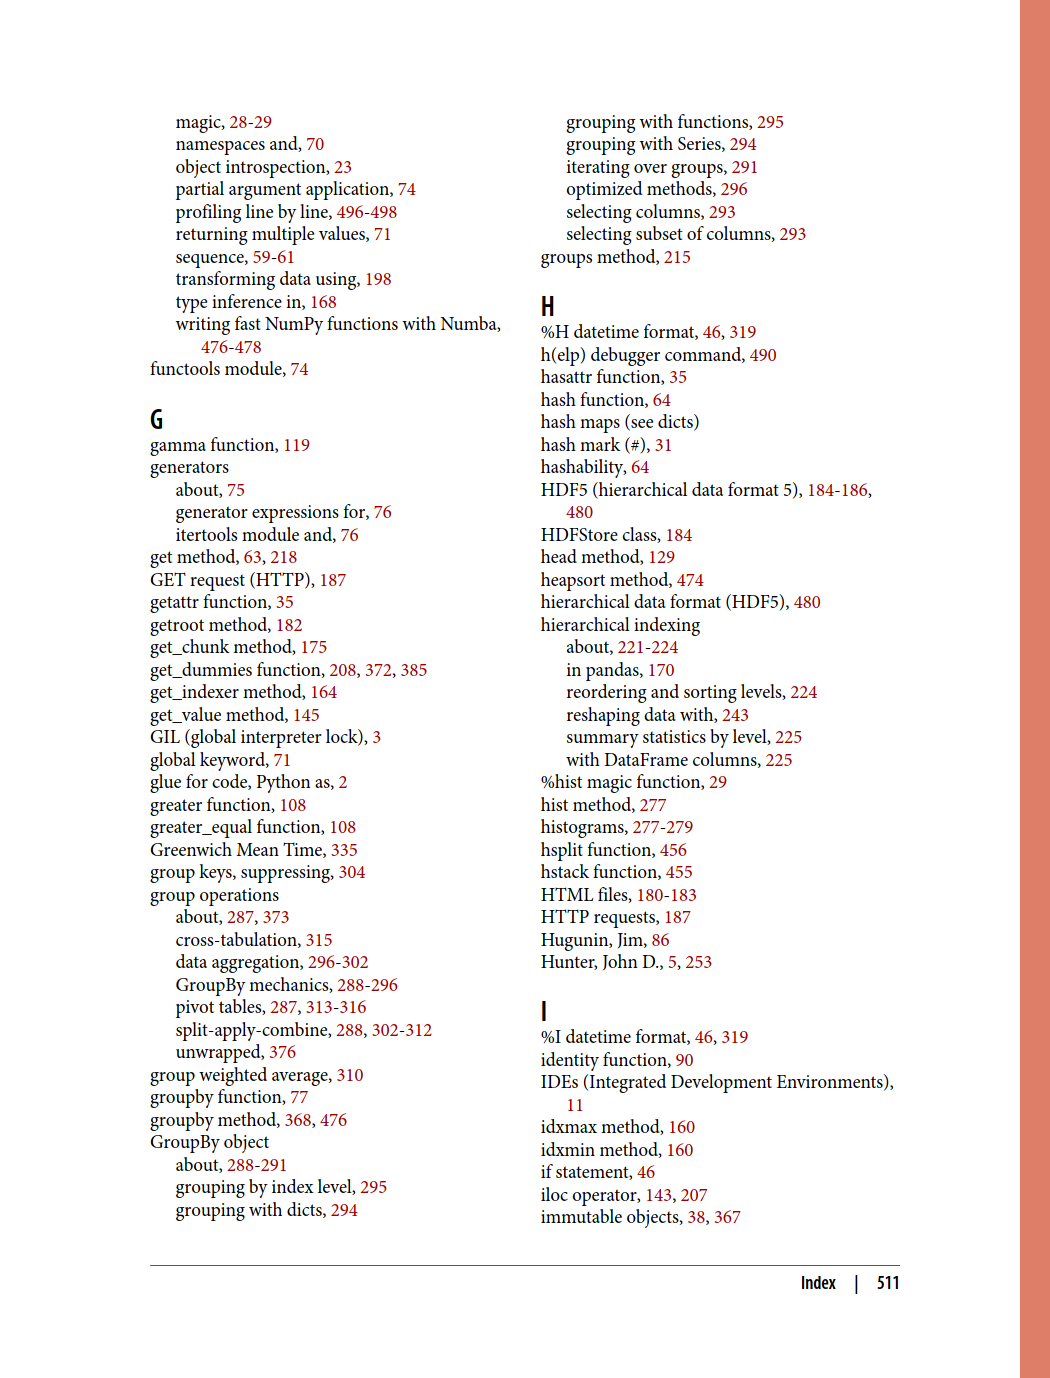 magic, 28-29
namespaces and, 70
object introspection, 23
partial argument application, 74
profiling line by line, 496-498
returning multiple values, 71
sequence, 59-61
transforming data using, 198
type inference in, 168
writing fast NumPy functions with Numba,
476-478
functools module, 74
G
gamma function, 119
generators
about, 75
generator expressions for, 76
itertools module and, 76
get method, 63, 218
GET request (HTTP), 187
getattr function, 35
getroot method, 182
get_chunk method, 175
get_dummies function, 208, 372, 385
get_indexer method, 164
get_value method, 145
GIL (global interpreter lock), 3
global keyword, 71
glue for code, Python as, 2
greater function, 108
greater_equal function, 108
Greenwich Mean Time, 335
group keys, suppressing, 304
group operations
about, 287, 373
cross-tabulation, 315
data aggregation, 296-302
GroupBy mechanics, 288-296
pivot tables, 287, 313-316
split-apply-combine, 288, 302-312
unwrapped, 376
group weighted average, 310
groupby function, 77
groupby method, 368, 476
GroupBy object
about, 288-291
grouping by index level, 295
grouping with dicts, 294
grouping with functions, 295
grouping with Series, 294
iterating over groups, 291
optimized methods, 296
selecting columns, 293
selecting subset of columns, 293
groups method, 215
H
%H datetime format, 46, 319
h(elp) debugger command, 490
hasattr function, 35
hash function, 64
hash maps (see dicts)
hash mark (#), 31
hashability, 64
HDF5 (hierarchical data format 5), 184-186,
480
HDFStore class, 184
head method, 129
heapsort method, 474
hierarchical data format (HDF5), 480
hierarchical indexing
about, 221-224
in pandas, 170
reordering and sorting levels, 224
reshaping data with, 243
summary statistics by level, 225
with DataFrame columns, 225
%hist magic function, 29
hist method, 277
histograms, 277-279
hsplit function, 456
hstack function, 455
HTML files, 180-183
HTTP requests, 187
Hugunin, Jim, 86
Hunter, John D., 5, 253
I
%I datetime format, 46, 319
identity function, 90
IDEs (Integrated Development Environments),
11
idxmax method, 160
idxmin method, 160
if statement, 46
iloc operator, 143, 207
immutable objects, 38, 367
Index | 511